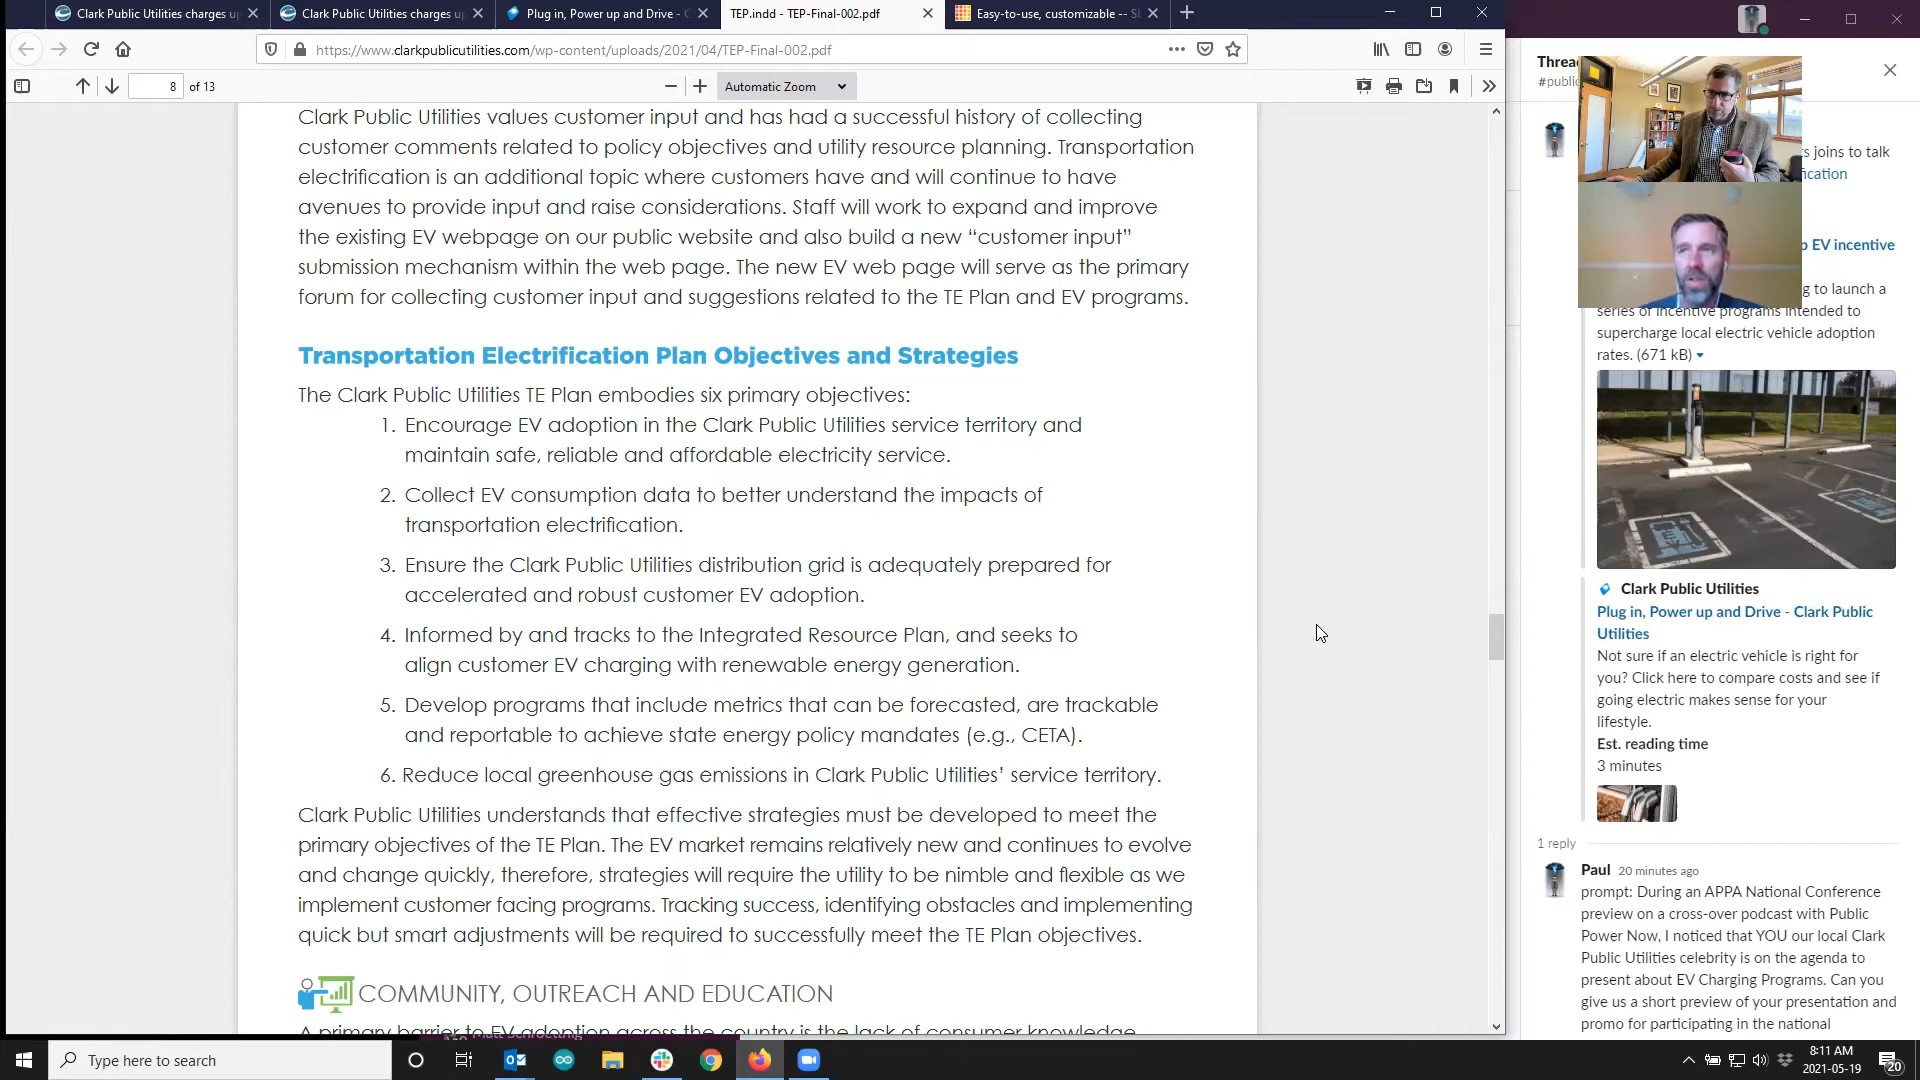 Clark Public Utilities charges u
Clark Public Utilities charges u
Plug in, Power up and Drive -
TEP.indd - TEP-Final-002.pdf
Easy-to-use, customizable --
https://www.clarkpublicutilities.com/wp-content/uploads/2021/04/TEP-Final-002.pdf
8 of 13
Automatic Zoom
Clark Public Utilities values customer input and has had a successful history of collecting
customer comments related to policy objectives and utility resource planning. Transportation
electrification is an additional topic where customers have and will continue to have
avenues to provide input and raise considerations. Staff will work to expand and improve
the existing EV webpage on our public website and also build a new “customer input”
submission mechanism within the web page. The new EV web page will serve as the primary
forum for collecting customer input and suggestions related to the TE Plan and EV programs.
Transportation Electrification Plan Objectives and Strategies
The Clark Public Utilities TE Plan embodies six primary objectives:
1. Encourage EV adoption in the Clark Public Utilities service territory and
maintain safe, reliable and affordable electricity service.
2. Collect EV consumption data to better understand the impacts of
transportation electrification.
3. Ensure the Clark Public Utilities distribution grid is adequately prepared for
accelerated and robust customer EV adoption.
4. Informed by and tracks to the Integrated Resource Plan, and seeks to
align customer EV charging with renewable energy generation.
5. Develop programs that include metrics that can be forecasted, are trackable
and reportable to achieve state energy policy mandates (e.g., CETA).
6. Reduce local greenhouse gas emissions in Clark Public Utilities’ service territory.
Clark Public Utilities understands that effective strategies must be developed to meet the
primary objectives of the TE Plan. The EV market remains relatively new and continues to evolve
and change quickly, therefore, strategies will require the utility to be nimble and flexible as we
implement customer facing programs. Tracking success, identifying obstacles and implementing
quick but smart adjustments will be required to successfully meet the TE Plan objectives.
COMMUNITY, OUTREACH AND EDUCATION
A primary barrier to EV adoption across the country is the lack of consumer knowledge
Threa
#public
s joins to talk
fication
p EV incentive
g to launch a
series of incentive programs intended to
supercharge local electric vehicle adoption
rates. (671 kB)
Clark Public Utilities
Plug in, Power up and Drive - Clark Public
Utilities
Not sure if an electric vehicle is right for
you? Click here to compare costs and see if
going electric makes sense for your
lifestyle.
Est. reading time
3 minutes
1 reply
Paul 20 minutes ago
prompt: During an APPA National Conference
preview on a cross-over podcast with Public
Power Now, I noticed that YOU our local Clark
Public Utilities celebrity is on the agenda to
present about EV Charging Programs. Can you
give us a short preview of your presentation and
promo for participating in the national
Type here to search
8:11 AM
2021-05-19
20